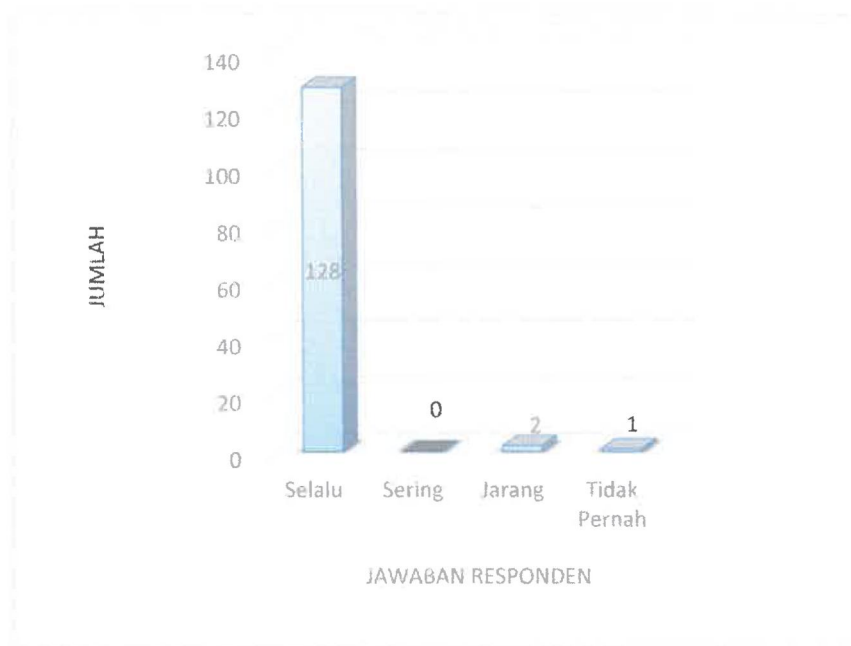 140
120
100
80
60
40
20
0
JUMLAH
128
0
2
1
Selalu
Sering
Jarang
Tidak
Pernah
JAWABAN RESPONDEN